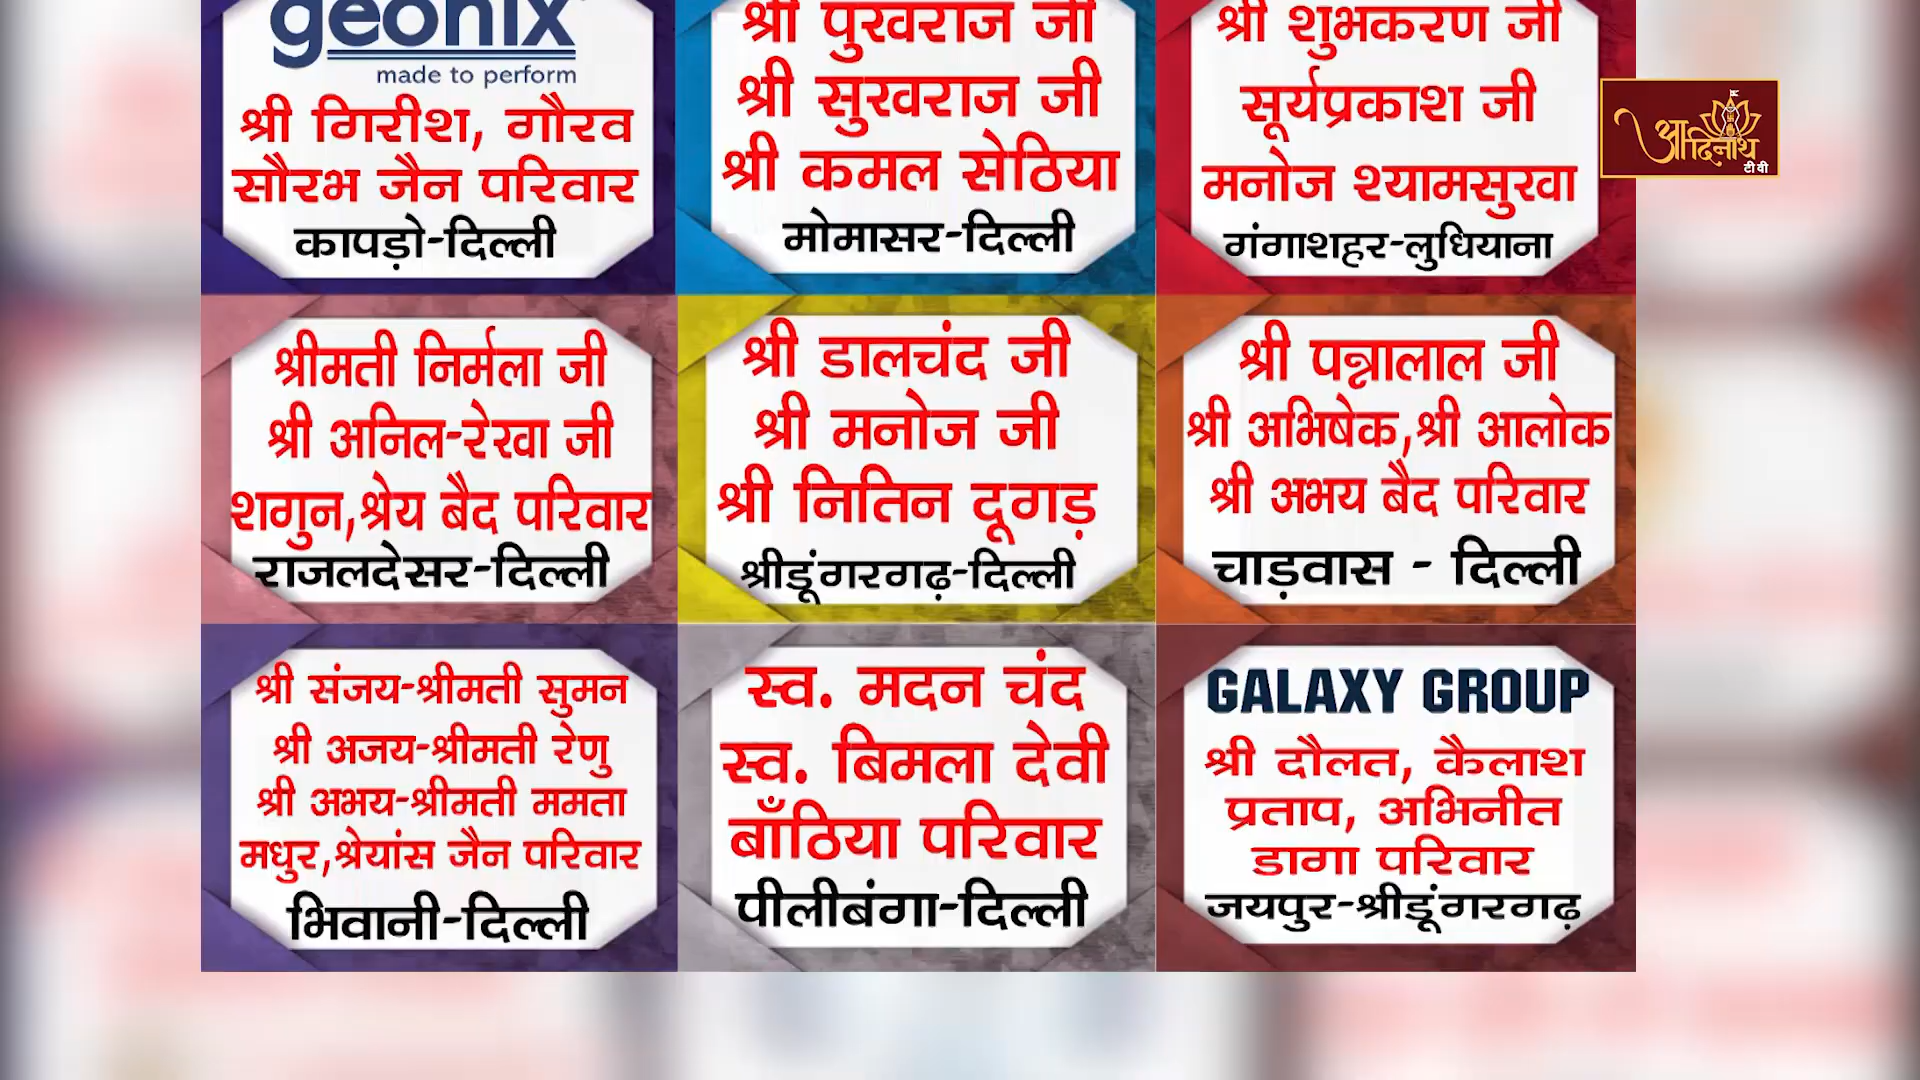 geonix
made to perform
श्री गिरीश, गौरव
सौरभ जैन परिवार
कापड़ो-दिल्ली
श्री पुखराज जी
श्री सुखराज जी
श्री कमल सेठिया
मोमासर-दिल्ली
श्री शुभकरण जी
सूर्यप्रकाश जी
मनोज श्यामसुखा
गंगाशहर-लुधियाना
आदिनाथ
टीवी
श्रीमती निर्मला जी
श्री अनिल-रेखा जी
शगुन,श्रेय बैद परिवार
राजलदेसर-दिल्ली
श्री डालचंद जी
श्री मनोज जी
श्री नितिन दूगड़
श्रीडूंगरगढ़-दिल्ली
श्री पन्नालाल जी
श्री अभिषेक,श्री आलोक
श्री अभय बैद परिवार
चाड़वास - दिल्ली
श्री संजय-श्रीमती सुमन
श्री अजय-श्रीमती रेणु
श्री अभय-श्रीमती ममता
मधुर,श्रेयांस जैन परिवार
भिवानी-दिल्ली
स्व. मदन चंद
स्व. बिमला देवी
बाँठिया परिवार
पीलीबंगा-दिल्ली
GALAXY GROUP
श्री दौलत, कैलाश
प्रताप, अभिनीत
डागा परिवार
जयपुर-श्रीडूंगरगढ़